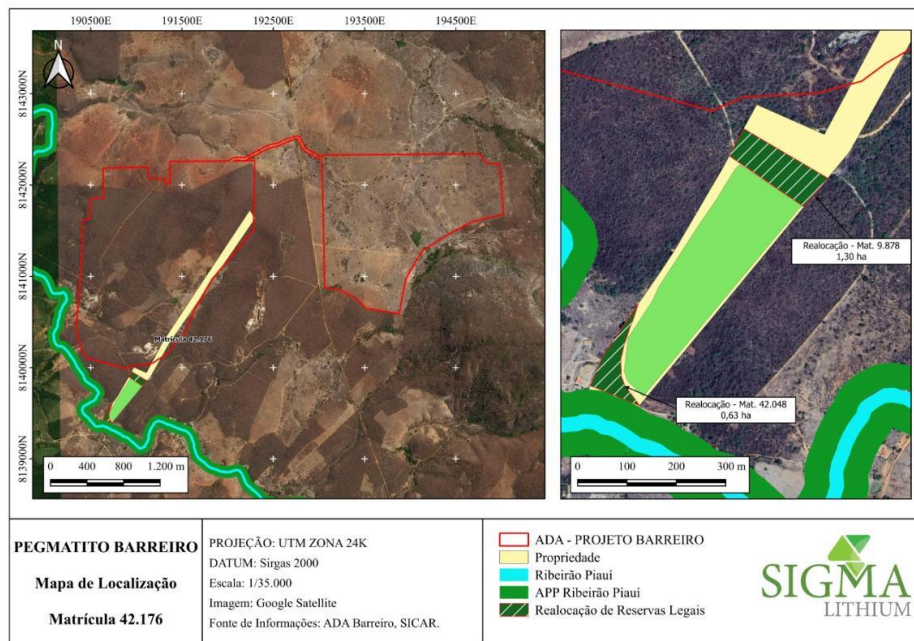 190500E 191500E 192500E 193500E 194500E
N
8143000N
8142000N
8141000N
8140000N
8139000N
Matrícula 42.176
0 400 800 1.200 m
Realocação - Mat. 9.878
1,30 ha
Realocação - Mat. 42.048
0,63 ha
0 100 200 300 m
PEGMATITO BARREIRO
Mapa de Localização
Matrícula 42.176
PROJEÇÃO: UTM ZONA 24K
DATUM: Sirgas 2000
Escala: 1/35.000
Imagem: Google Satellite
Fonte de Informações: ADA Barreiro, SICAR.
ADA - PROJETO BARREIRO
Propriedade
Ribeirão Piauí
APP Ribeirão Piauí
Realocação de Reservas Legais
SIGMA
LITHIUM